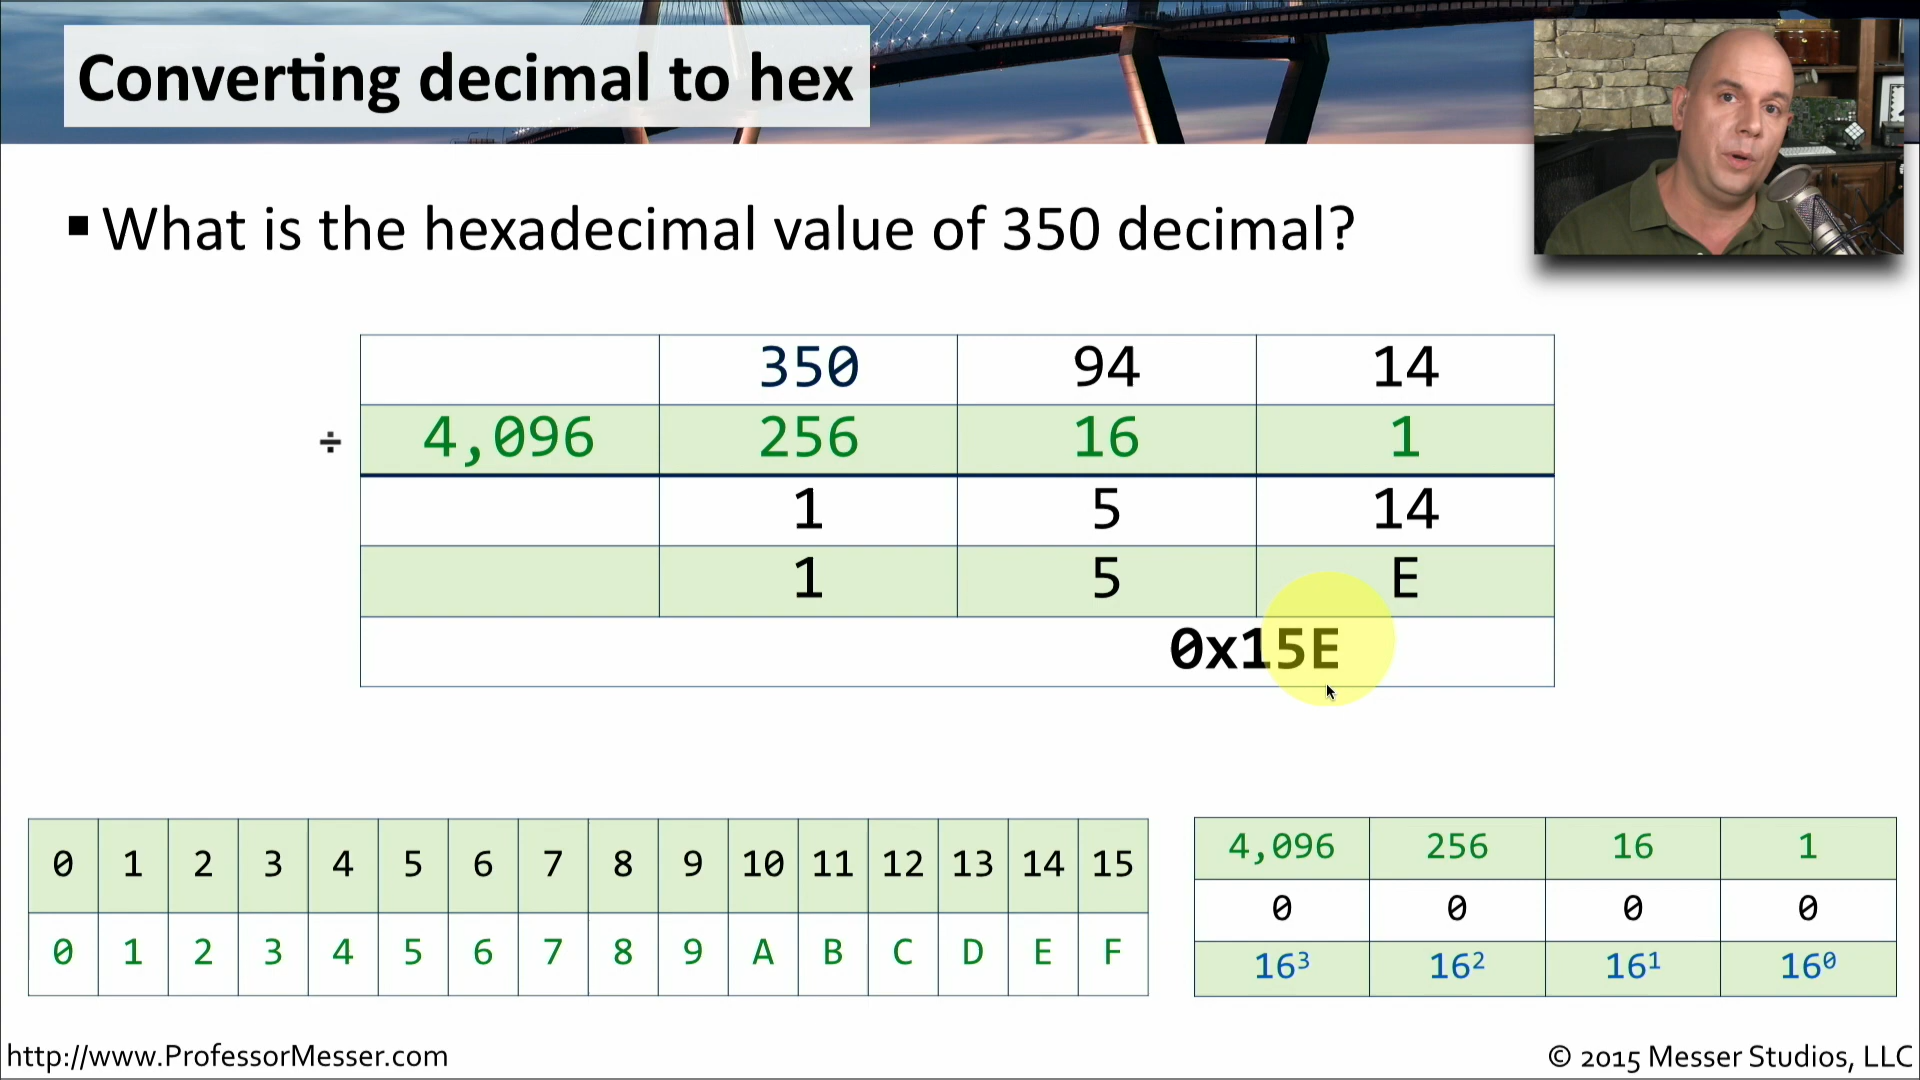 Converting decimal to hex
What is the hexadecimal value of 350 decimal?
350 94 14
÷ 4,096 256 16 1
1 5 14
1 5 E
0x15E
0 1 2 3 4 5 6 7 8 9 10 11 12 13 14 15
0 1 2 3 4 5 6 7 8 9 A B C D E F
4,096 256 16 1
0 0 0 0
16³ 16² 16¹ 16⁰
http://www.ProfessorMesser.com
© 2015 Messer Studios, LLC